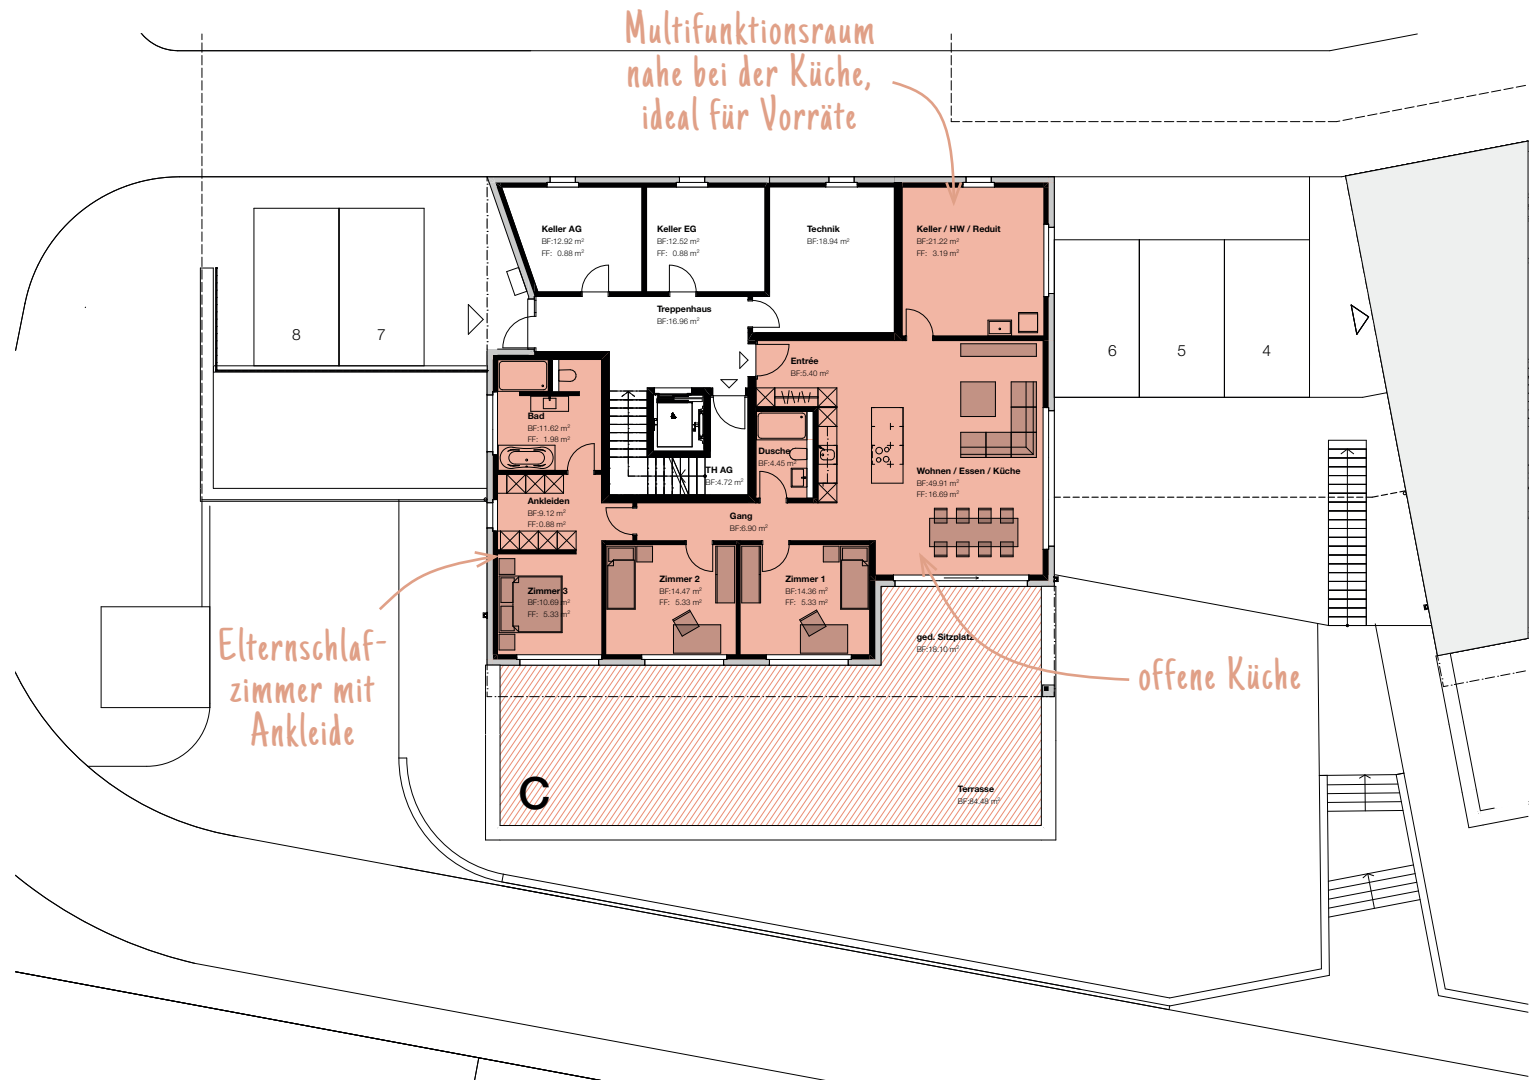 Multifunktionsraum
nahe bei der Küche,
ideal für Vorräte
Keller AG
BF:12.92 m²
FF: 0.88 m²
Keller EG
BF:12.52 m²
FF: 0.88 m²
Technik
BF:18.94 m²
Keller / HW / Reduit
BF:21.22 m²
FF: 3.19 m²
Treppenhaus
BF:16.96 m²
8
7
6
5
4
Entrée
BF:5.40 m²
Bad
BF:11.62 m²
FF: 1.98 m²
Dusche
BF:4.45 m²
TH AG
BF:4.72 m²
Wohnen / Essen / Küche
BF:49.91 m²
FF: 16.69 m²
Ankleiden
BF:9.12 m²
FF:0.88 m²
Gang
BF:6.90 m²
Zimmer 3
BF:10.69 m²
FF: 5.33 m²
Zimmer 2
BF:14.47 m²
FF: 5.33 m²
Zimmer 1
BF:14.36 m²
FF: 5.33 m²
ged. Sitzplatz
BF:18.10 m²
Elternschlaf-
zimmer mit
Ankleide
offene Küche
C
Terrasse
BF:84.48 m²